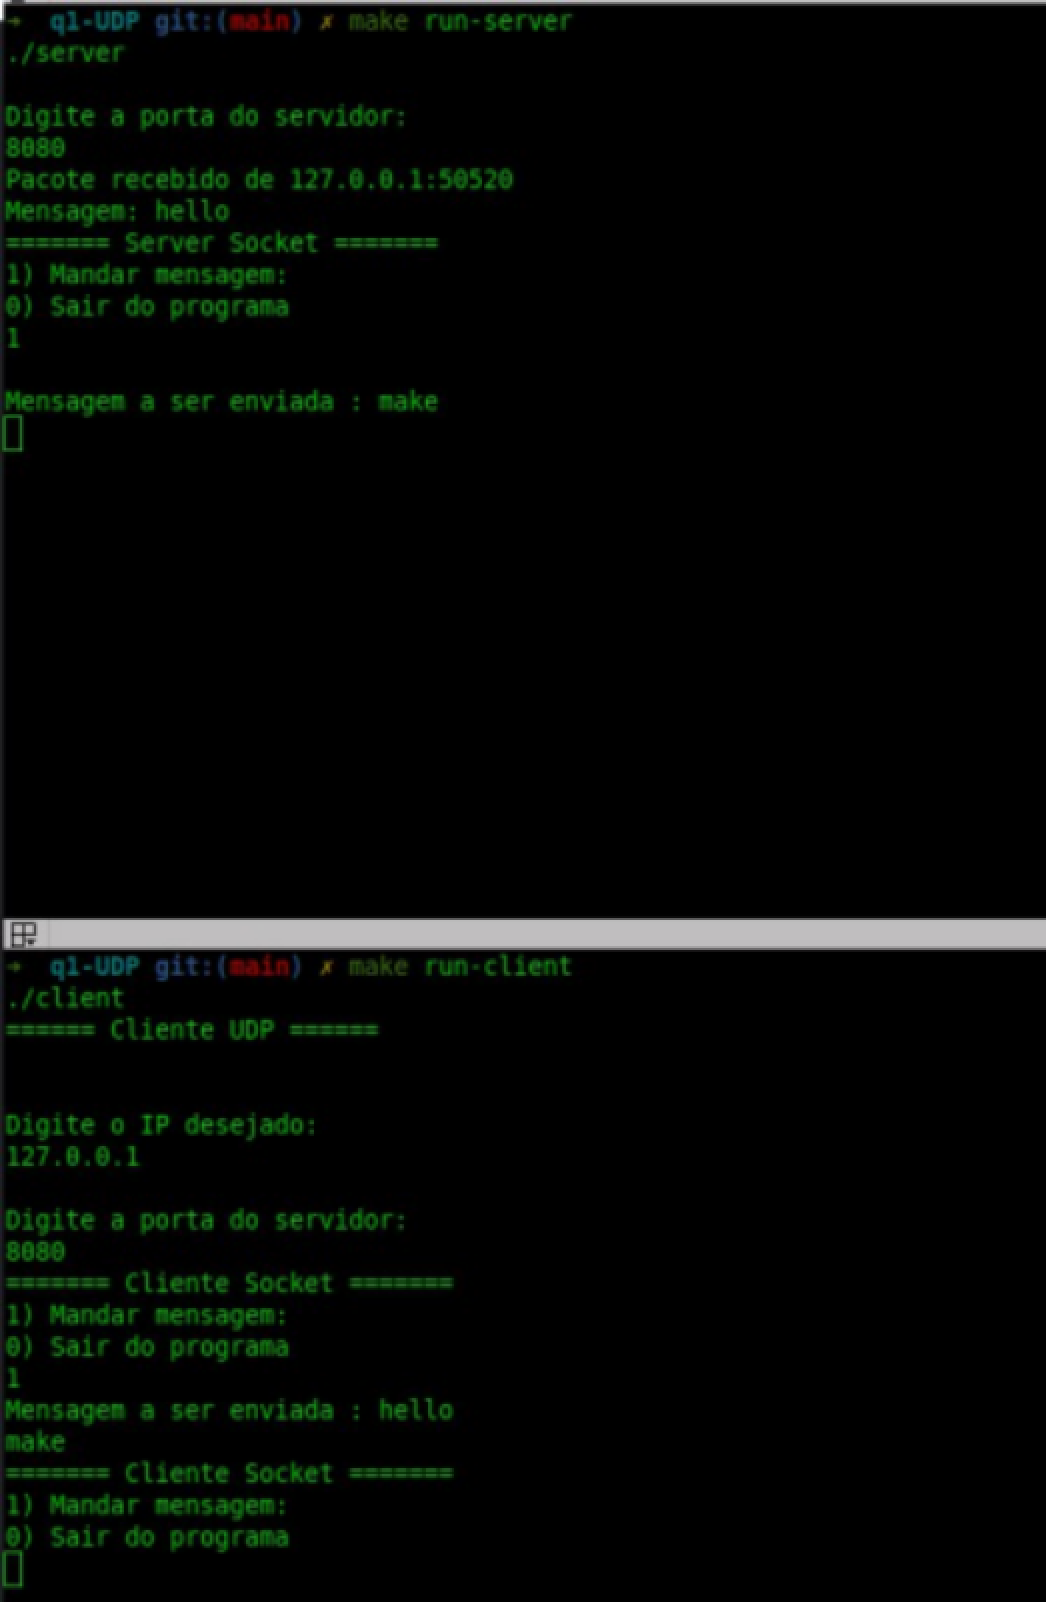 → q1-UDP git:(main) ✗ make run-server
./server
Digite a porta do servidor:
8080
Pacote recebido de 127.0.0.1:50520
Mensagem: hello
======= Server Socket =======
1) Mandar mensagem:
0) Sair do programa
1
Mensagem a ser enviada : make
→ q1-UDP git:(main) ✗ make run-client
./client
====== Cliente UDP ======
Digite o IP desejado:
127.0.0.1
Digite a porta do servidor:
8080
======= Cliente Socket =======
1) Mandar mensagem:
0) Sair do programa
1
Mensagem a ser enviada : hello
make
======= Cliente Socket =======
1) Mandar mensagem:
0) Sair do programa